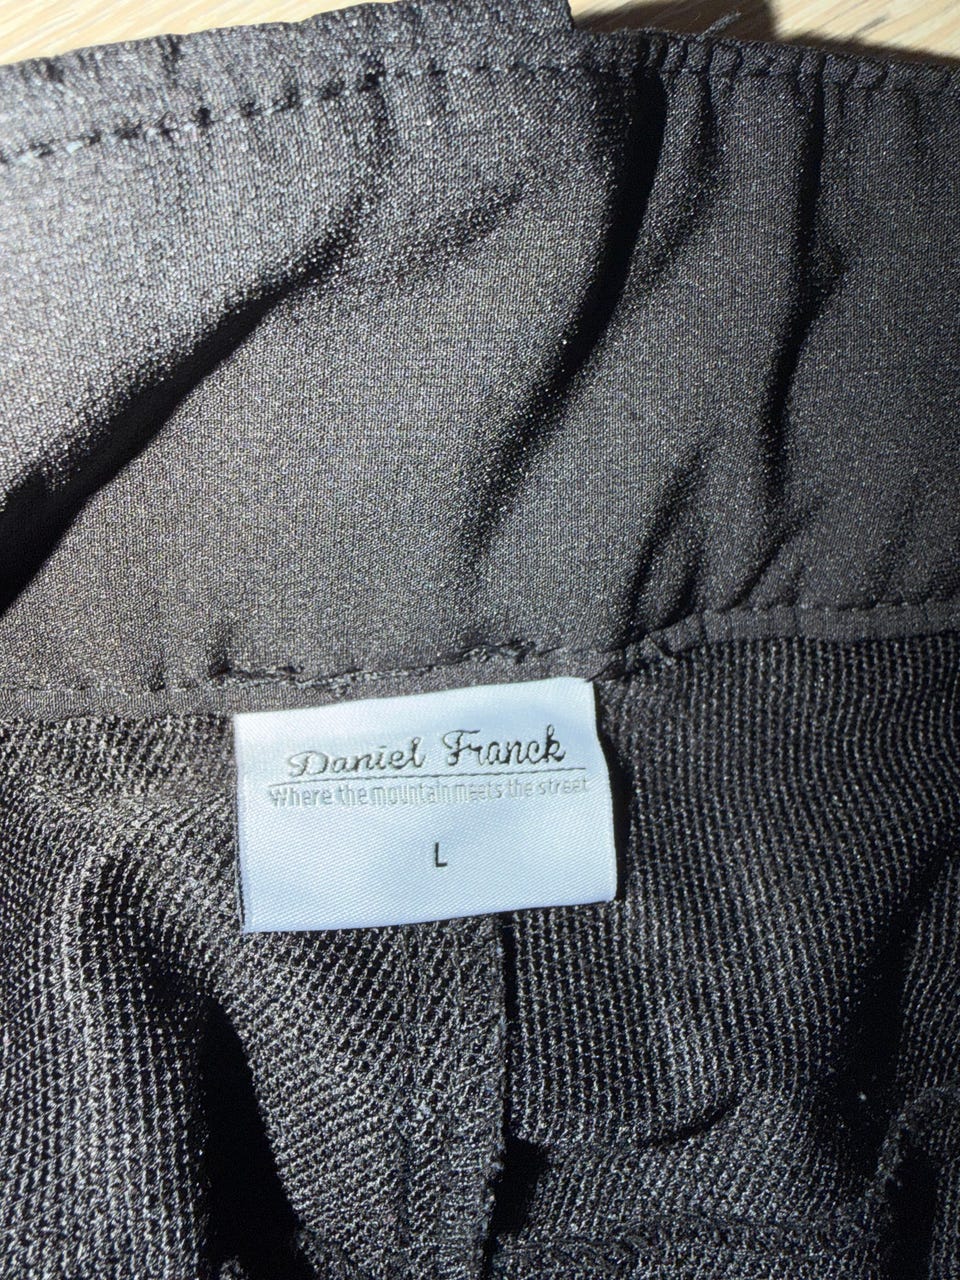 Daniel Franck
Where the mountain meets the street
L